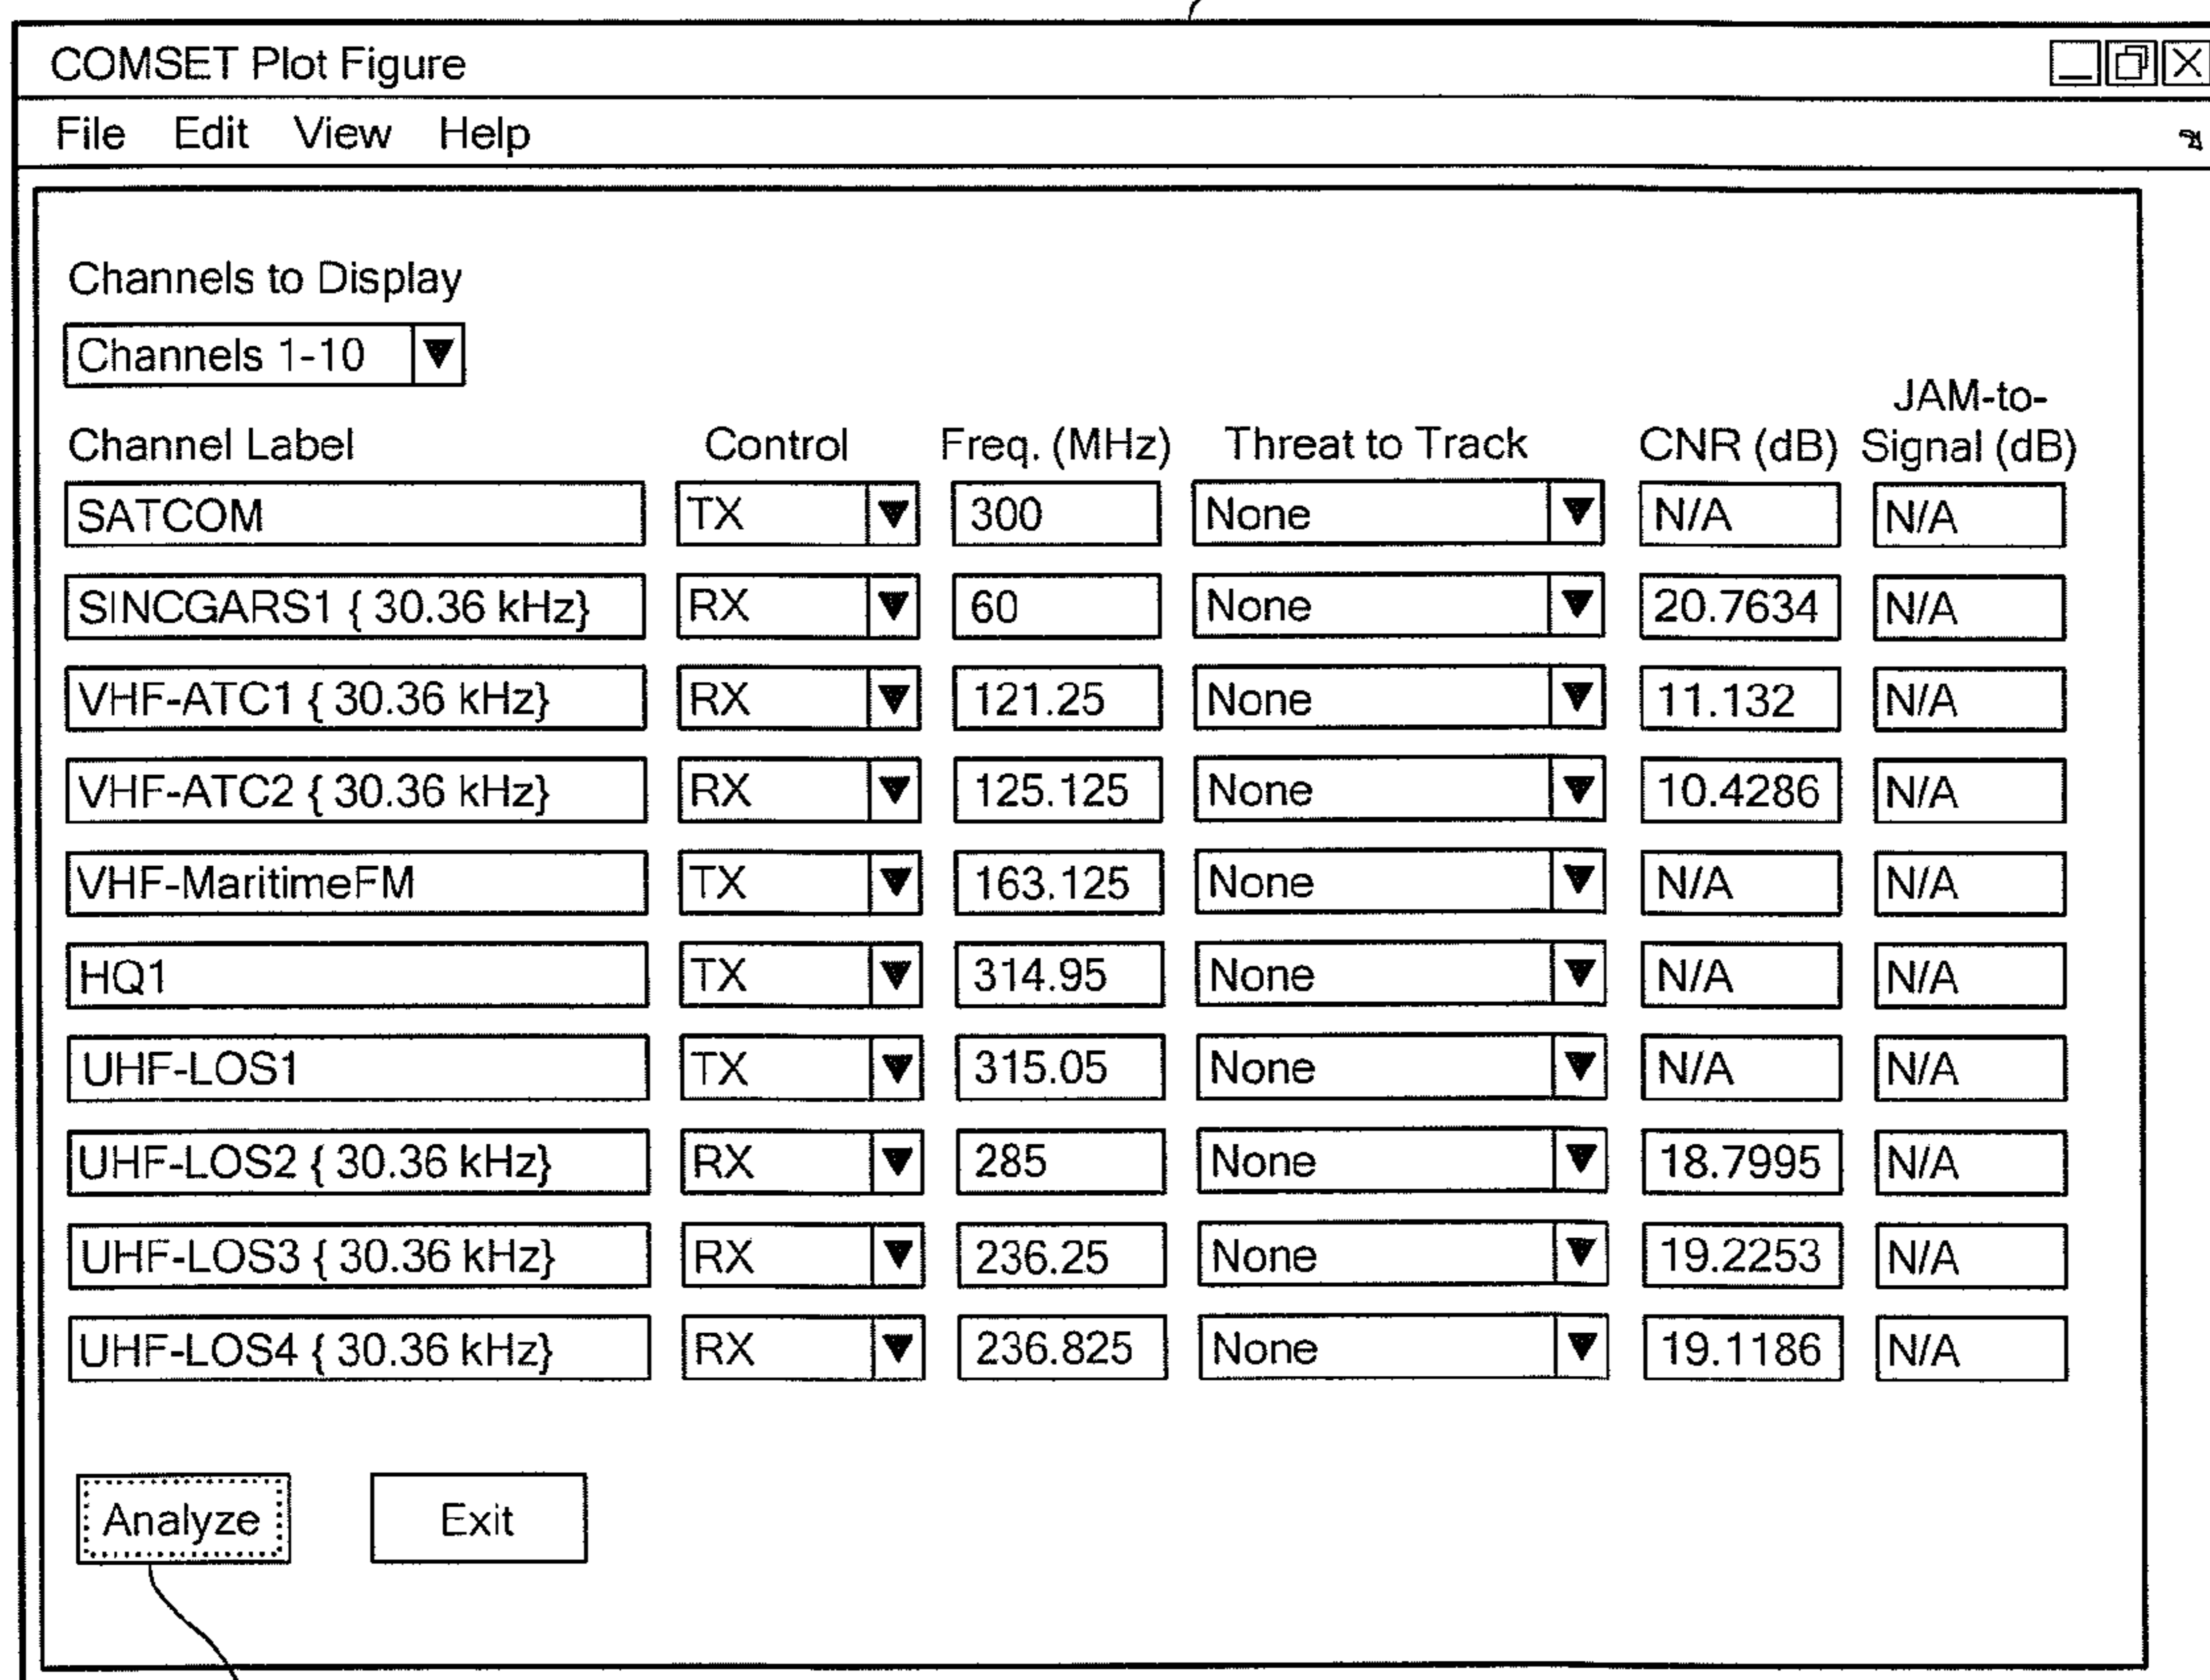 COMSET Plot Figure
File Edit View Help
Channels to Display
Channels 1-10
Channel Label Control Freq. (MHz) Threat to Track CNR (dB) JAM-to-
Signal (dB)
SATCOM TX 300 None N/A N/A
SINCGARS1 { 30.36 kHz} RX 60 None 20.7634 N/A
VHF-ATC1 { 30.36 kHz} RX 121.25 None 11.132 N/A
VHF-ATC2 { 30.36 kHz} RX 125.125 None 10.4286 N/A
VHF-MaritimeFM TX 163.125 None N/A N/A
HQ1 TX 314.95 None N/A N/A
UHF-LOS1 TX 315.05 None N/A N/A
UHF-LOS2 { 30.36 kHz} RX 285 None 18.7995 N/A
UHF-LOS3 { 30.36 kHz} RX 236.25 None 19.2253 N/A
UHF-LOS4 { 30.36 kHz} RX 236.825 None 19.1186 N/A
Analyze Exit